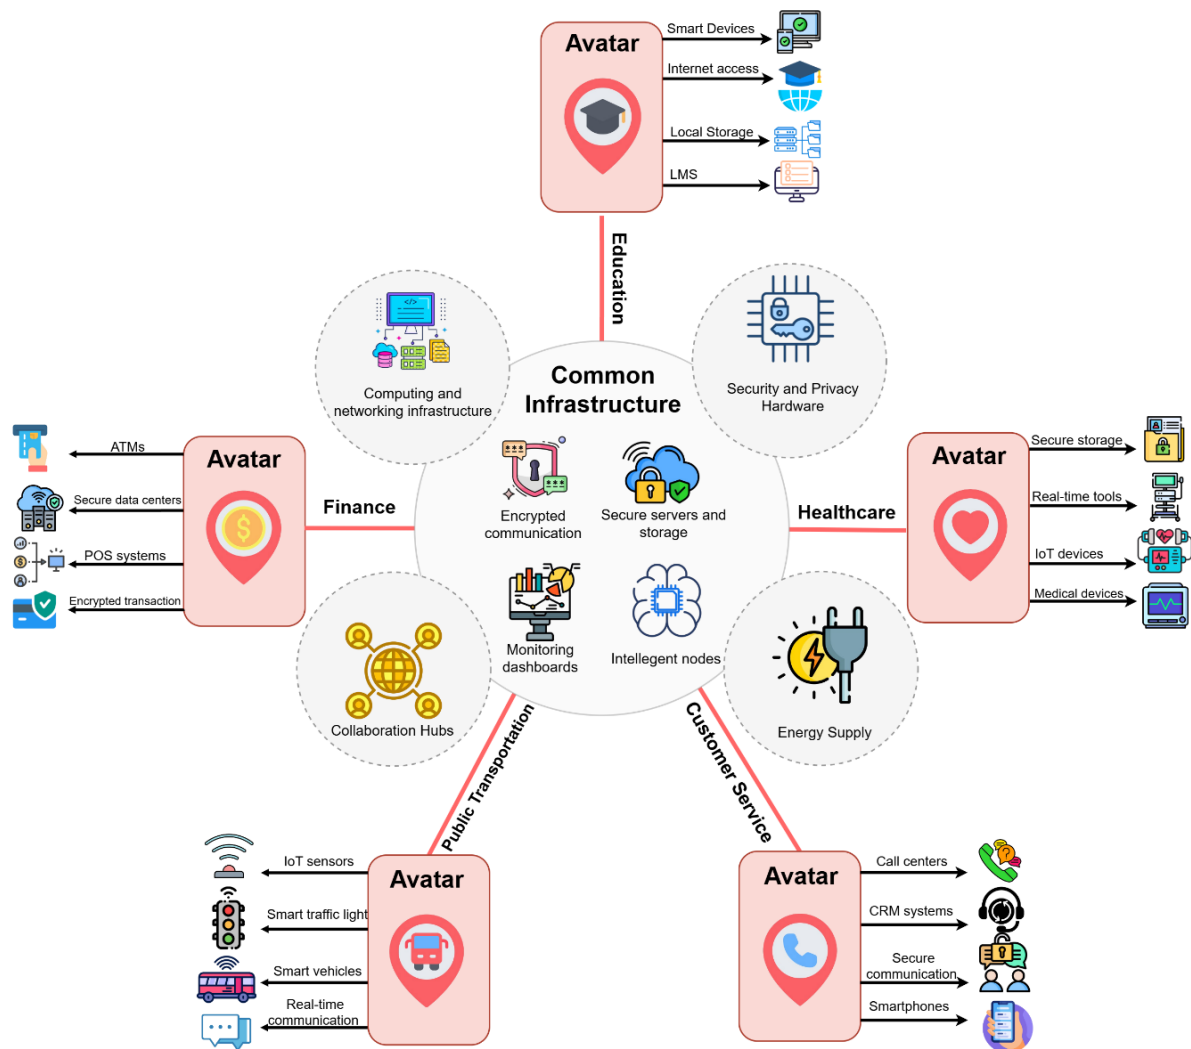 Avatar
Smart Devices
Internet access
Local Storage
LMS
Education
Computing and
networking infrastructure
Security and Privacy
Hardware
Common
Infrastructure
Encrypted
communication
Secure servers and
storage
Monitoring
dashboards
Intellegent nodes
Finance
Avatar
ATMs
Secure data centers
POS systems
Encrypted transaction
Healthcare
Avatar
Secure storage
Real-time tools
IoT devices
Medical devices
Collaboration Hubs
Energy Supply
Public Transportation
Avatar
IoT sensors
Smart traffic light
Smart vehicles
Real-time
communication
Customer Service
Avatar
Call centers
CRM systems
Secure
communication
Smartphones